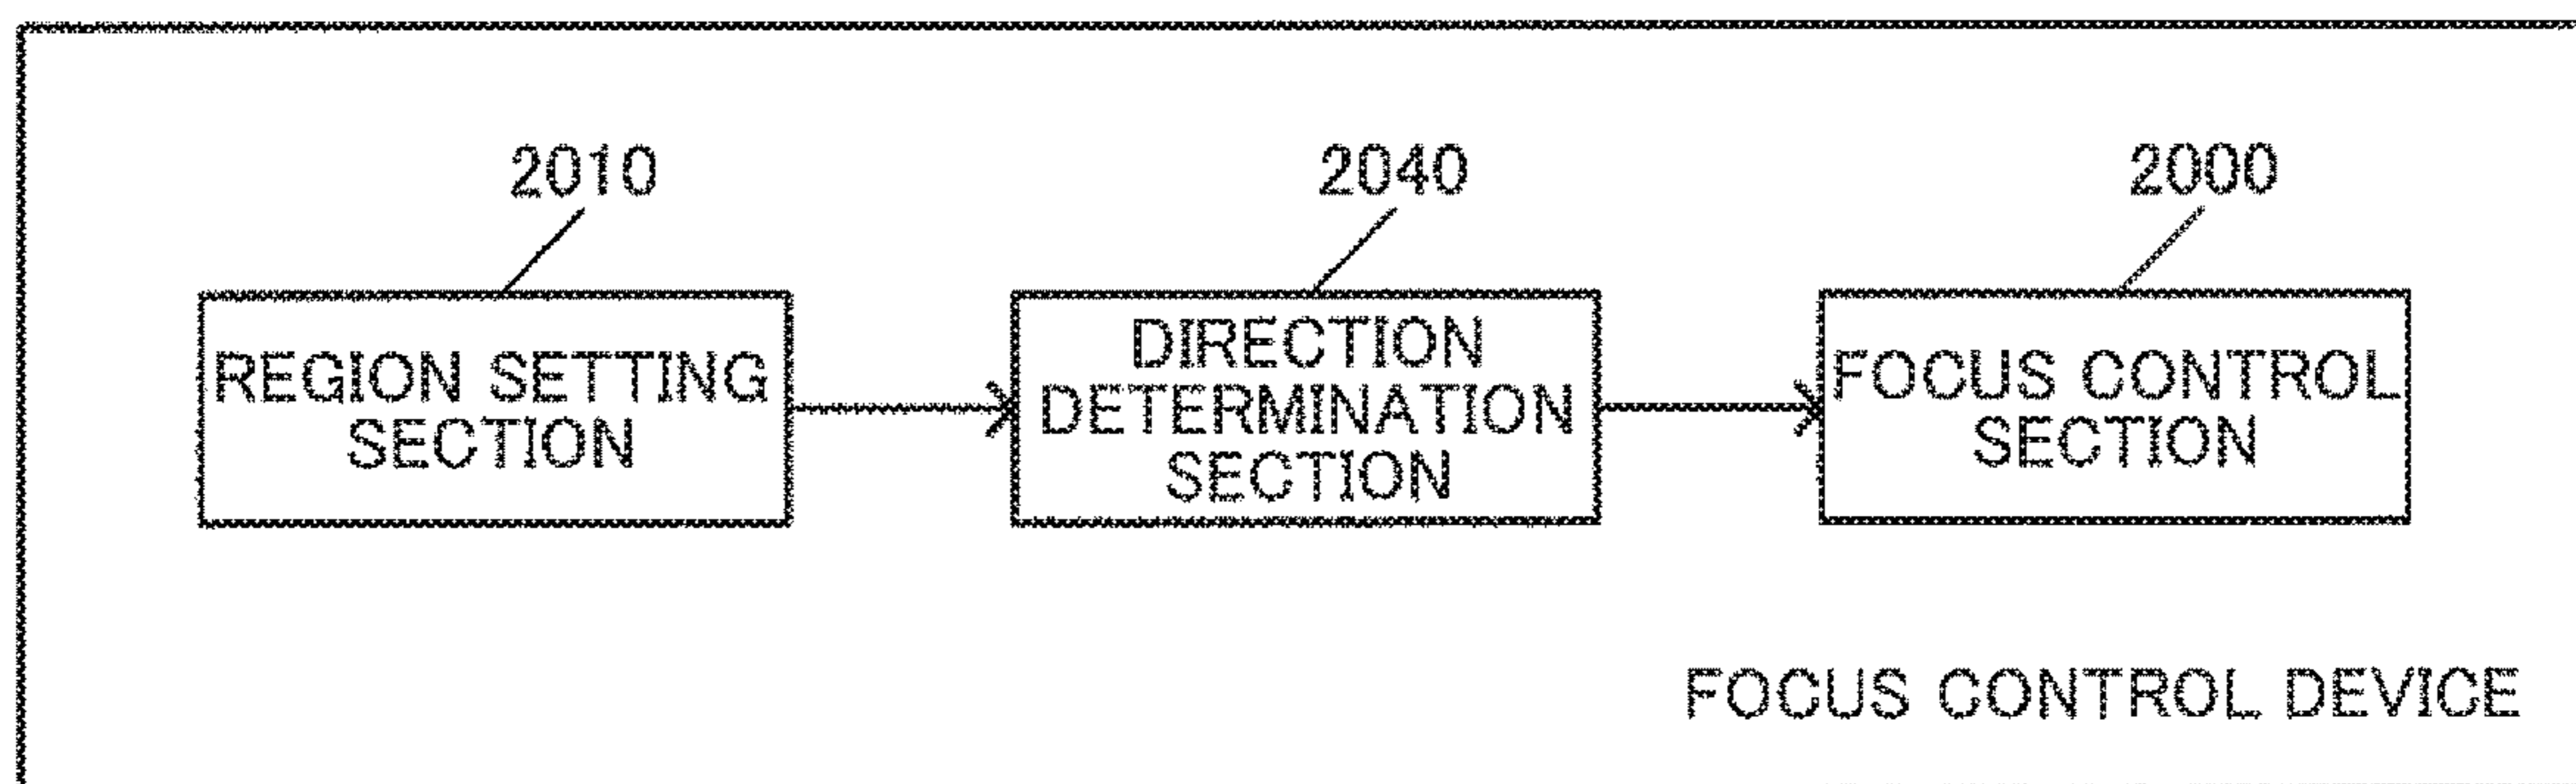 2010
2040
2000
REGION SETTING
SECTION
DIRECTION
DETERMINATION
SECTION
FOCUS CONTROL
SECTION
FOCUS CONTROL DEVICE